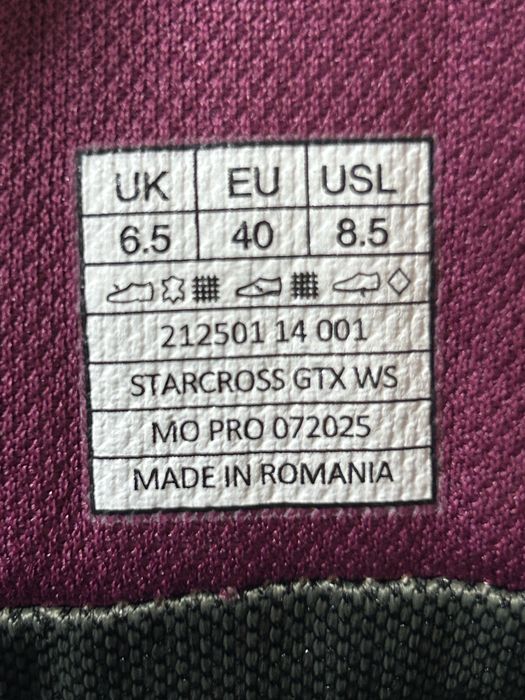 UK EU USL
6.5 40 8.5
212501 14 001
STARCROSS GTX WS
MO PRO 072025
MADE IN ROMANIA